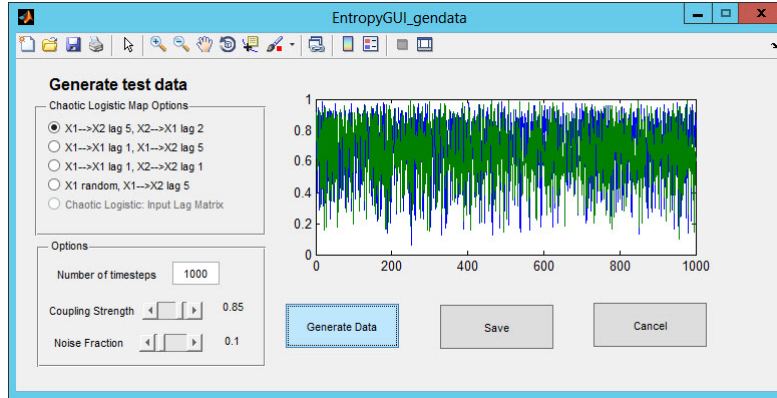 EntropyGUI_gendata
Generate test data
Chaotic Logistic Map Options
X1-->X2 lag 5, X2-->X1 lag 2
X1-->X1 lag 1, X1-->X2 lag 5
X1-->X1 lag 1, X2-->X2 lag 1
X1 random, X1-->X2 lag 5
Chaotic Logistic: Input Lag Matrix
1
0.8
0.6
0.4
0.2
0
0 200 400 600 800 1000
Options
Number of timesteps 1000
Coupling Strength 0.85
Noise Fraction 0.1
Generate Data Save Cancel